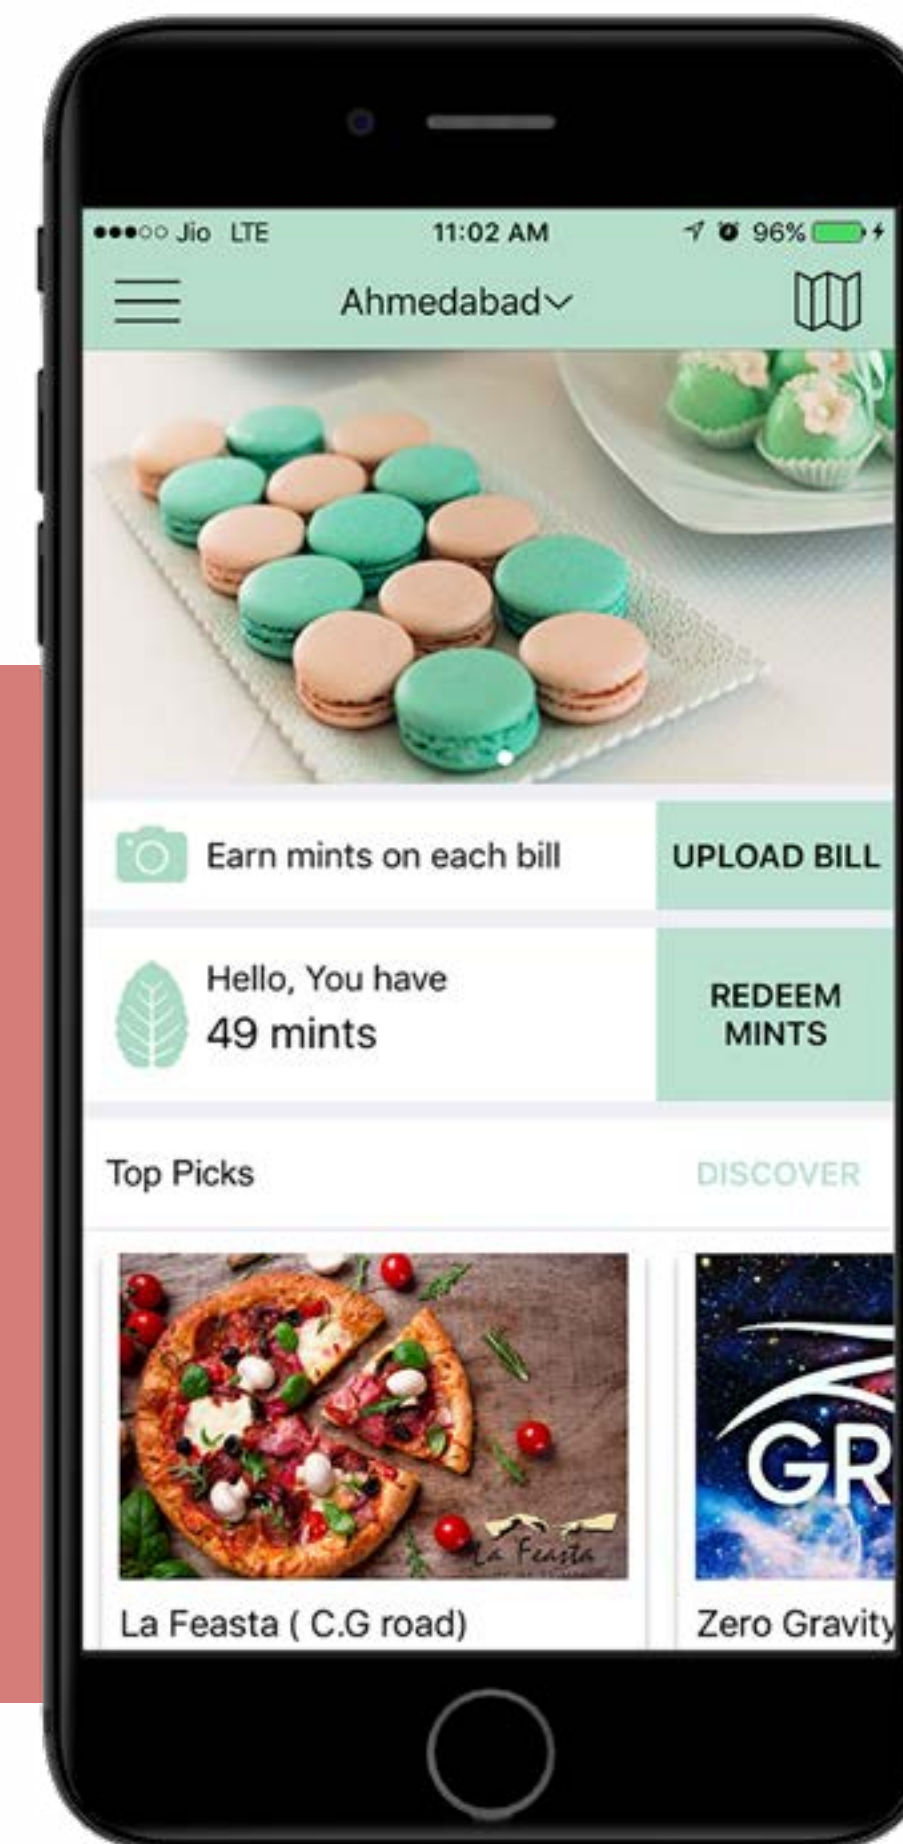 Jio LTE 11:02 AM 96%
Ahmedabad
Earn mints on each bill
UPLOAD BILL
Hello, You have
49 mints
REDEEM
MINTS
Top Picks
DISCOVER
La Feasta
GR
La Feasta ( C.G road)
Zero Gravity